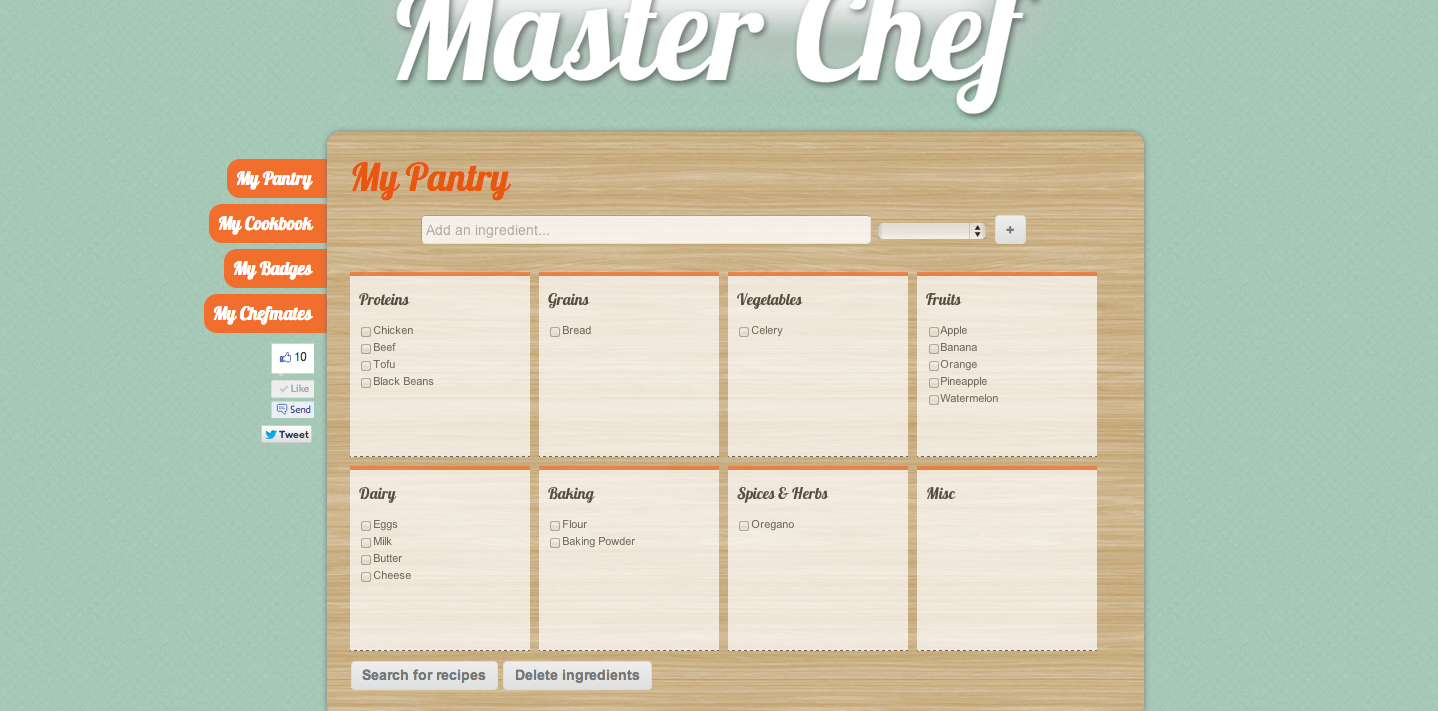 Master Chef
My Pantry
My Cookbook
My Badges
My Chefmates
10
Like
Send
Tweet
My Pantry
Add an ingredient...
+
Proteins
Chicken
Beef
Tofu
Black Beans
Grains
Bread
Vegetables
Celery
Fruits
Apple
Banana
Orange
Pineapple
Watermelon
Dairy
Eggs
Milk
Butter
Cheese
Baking
Flour
Baking Powder
Spices & Herbs
Oregano
Misc
Search for recipes
Delete ingredients